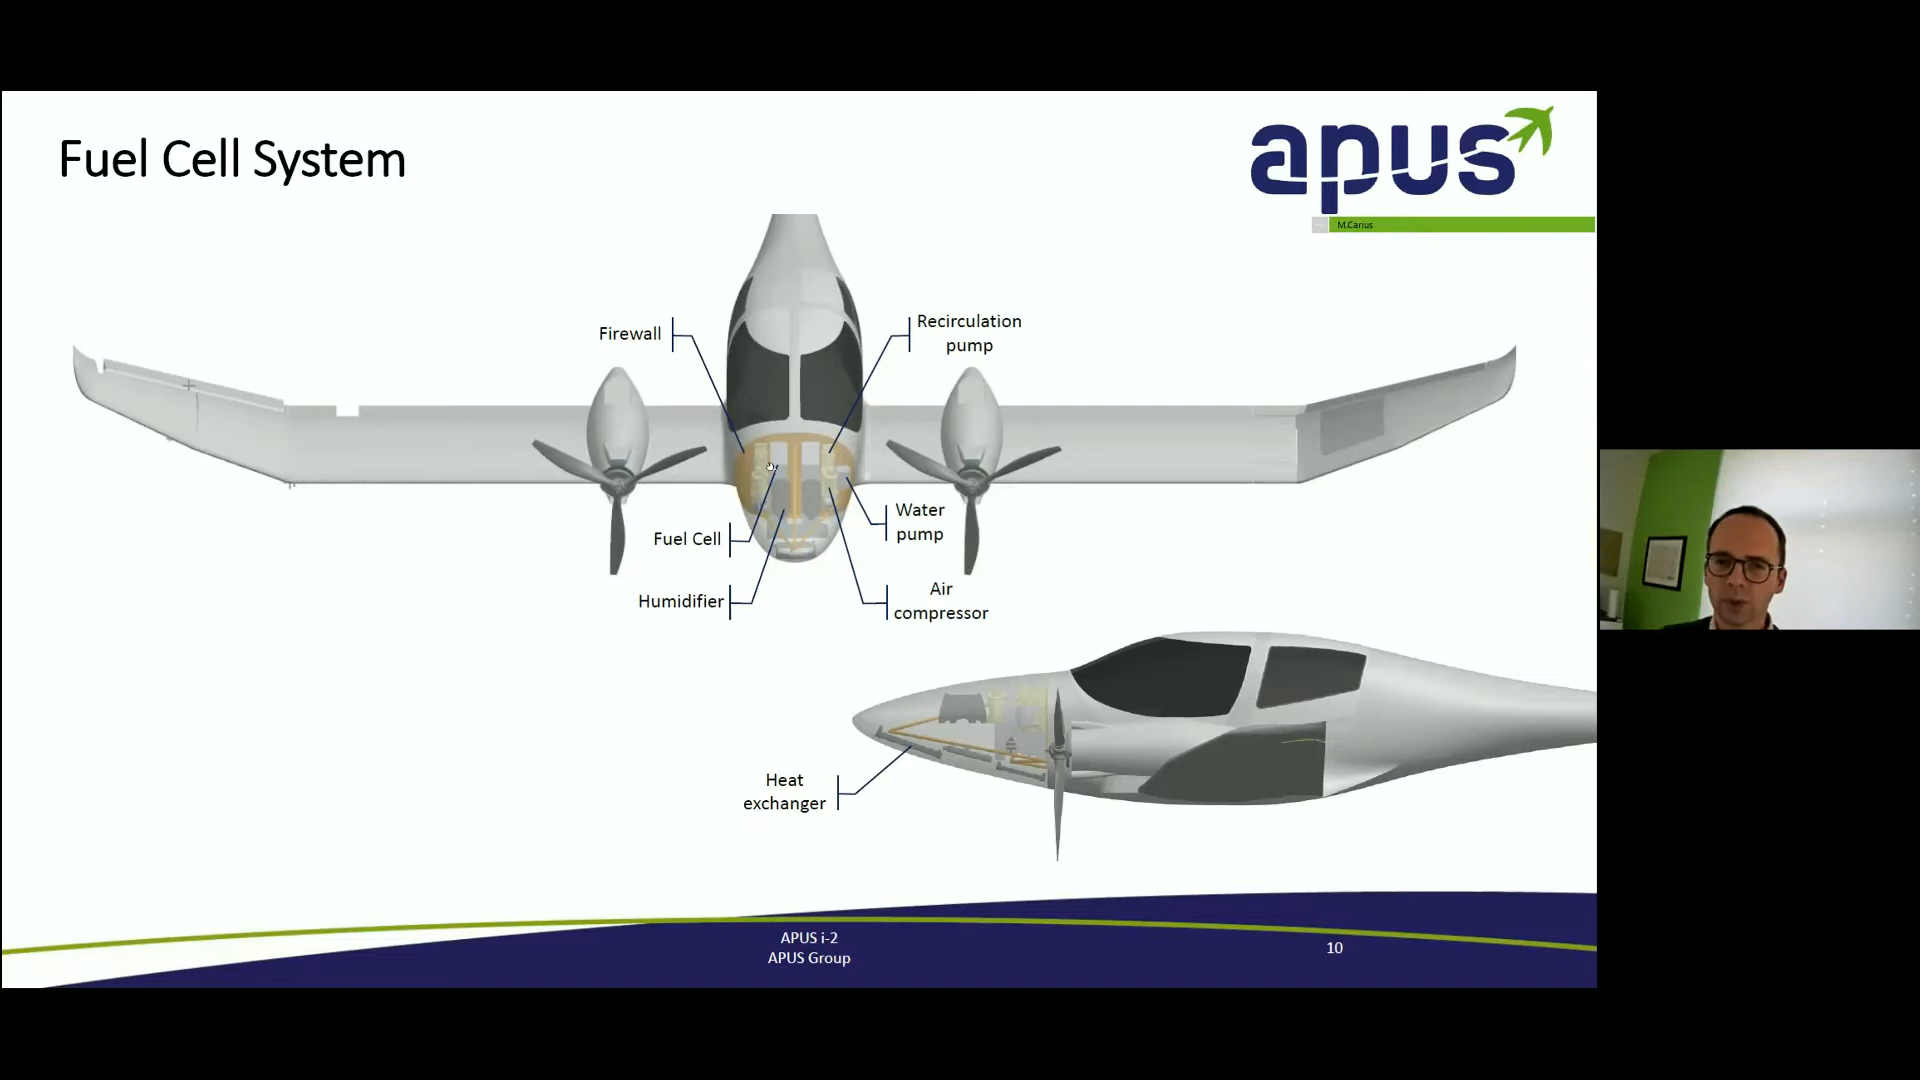 Fuel Cell System
apus
M.Carius
Firewall
Recirculation
pump
Fuel Cell
Water
pump
Humidifier
Air
compressor
Heat
exchanger
APUS i-2
APUS Group
10